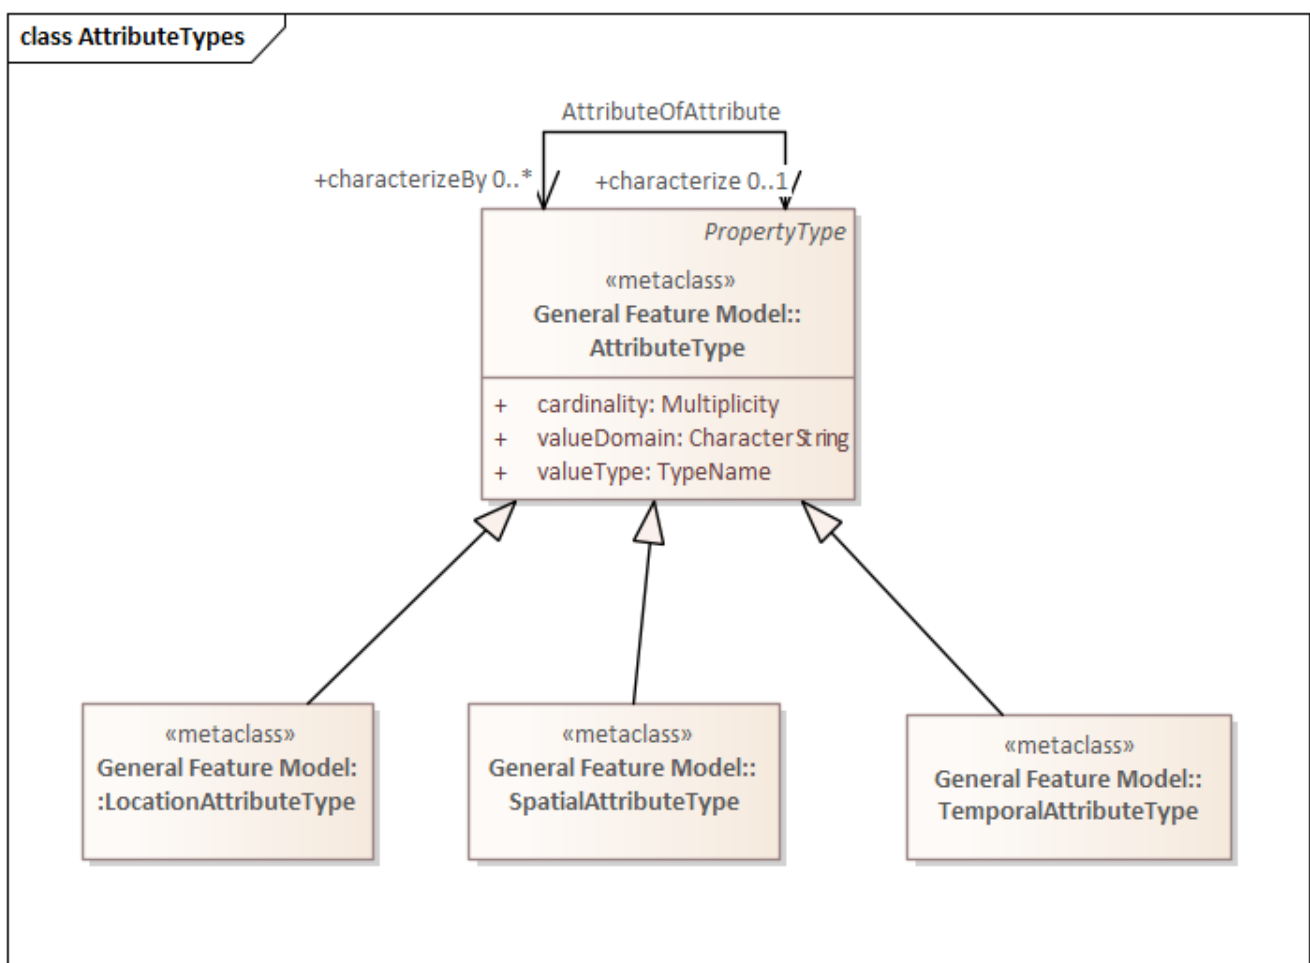 class AttributeTypes
AttributeOfAttribute
+characterizeBy 0..*
+characterize 0..1
PropertyType
«metaclass»
General Feature Model::
AttributeType
+ cardinality: Multiplicity
+ valueDomain: CharacterString
+ valueType: TypeName
«metaclass»
General Feature Model:
:LocationAttributeType
«metaclass»
General Feature Model::
SpatialAttributeType
«metaclass»
General Feature Model::
TemporalAttributeType